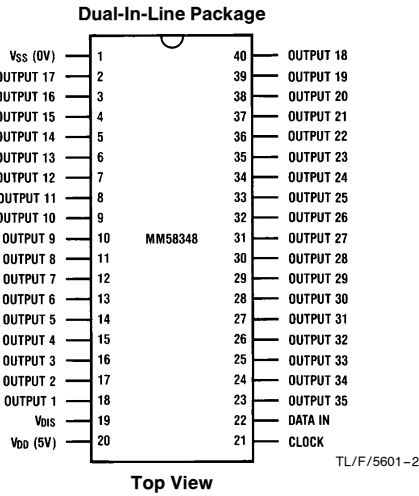 Dual-In-Line Package
VSS (0V) 1 40 OUTPUT 18
OUTPUT 17 2 39 OUTPUT 19
OUTPUT 16 3 38 OUTPUT 20
OUTPUT 15 4 37 OUTPUT 21
OUTPUT 14 5 36 OUTPUT 22
OUTPUT 13 6 35 OUTPUT 23
OUTPUT 12 7 34 OUTPUT 24
OUTPUT 11 8 33 OUTPUT 25
OUTPUT 10 9 32 OUTPUT 26
OUTPUT 9 10 MM58348 31 OUTPUT 27
OUTPUT 8 11 30 OUTPUT 28
OUTPUT 7 12 29 OUTPUT 29
OUTPUT 6 13 28 OUTPUT 30
OUTPUT 5 14 27 OUTPUT 31
OUTPUT 4 15 26 OUTPUT 32
OUTPUT 3 16 25 OUTPUT 33
OUTPUT 2 17 24 OUTPUT 34
OUTPUT 1 18 23 OUTPUT 35
VDIS 19 22 DATA IN
VDD (5V) 20 21 CLOCK
TL/F/5601–2
Top View